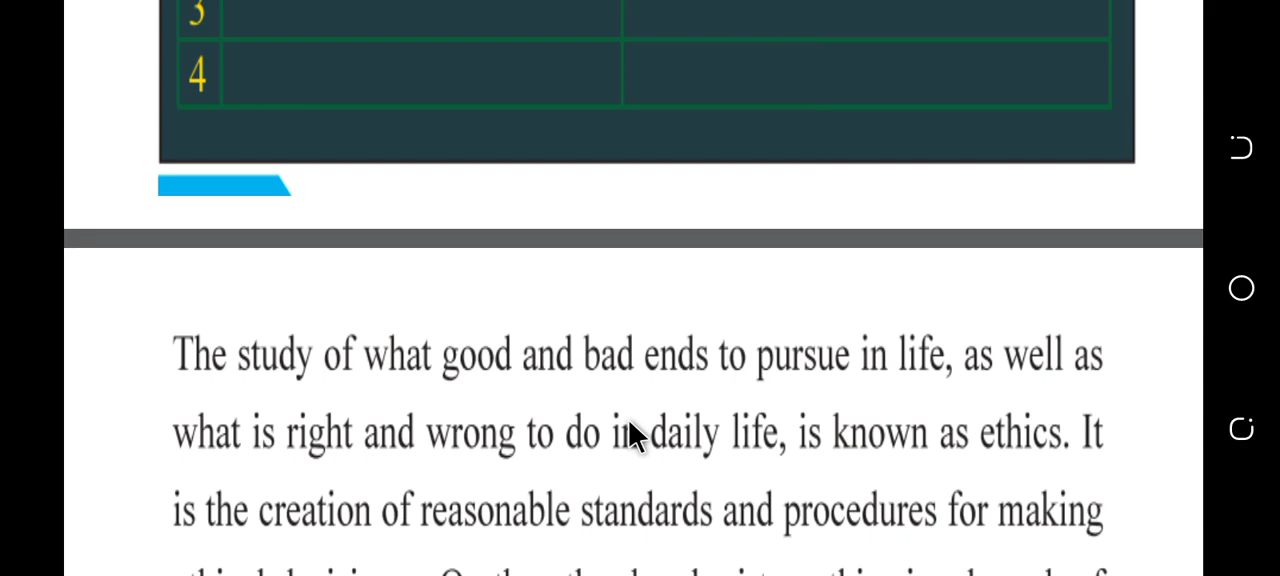 3
4
The study of what good and bad ends to pursue in life, as well as
what is right and wrong to do in daily life, is known as ethics. It
is the creation of reasonable standards and procedures for making